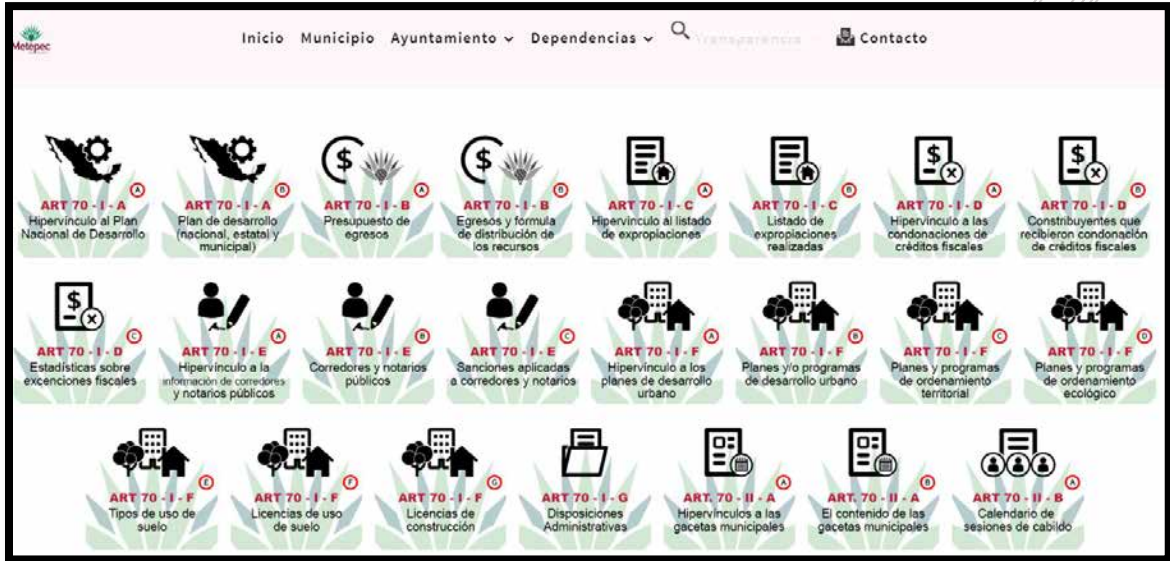 Metepec
Inicio Municipio Ayuntamiento Dependencias Transparencia Contacto
A
ART 70 - I - A
Hipervínculo al Plan
Nacional de Desarrollo
B
ART 70 - I - A
Plan de desarrollo
(nacional, estatal y
municipal)
A
ART 70 - I - B
Presupuesto de
egresos
B
ART 70 - I - B
Egresos y formula
de distribución de
los recursos
A
ART 70 - I - C
Hipervinculo al listado
de expropiaciones
B
ART 70 - I - C
Listado de
expropiaciones
realizadas
A
ART 70 - I - D
Hipervínculo a las
condonaciones de
créditos fiscales
B
ART 70 - I - D
Constribuyentes que
recibieron condonación
de créditos fiscales
C
ART 70 - I - D
Estadísticas sobre
excenciones fiscales
A
ART 70 - I - E
Hipervínculo a la
información de corredores
y notarios públicos
B
ART 70 - I - E
Corredores y notarios
públicos
C
ART 70 - I - E
Sanciones aplicadas
a corredores y notarios
A
ART 70 - I - F
Hipervínculo a los
planes de desarrollo
urbano
B
ART 70 - I - F
Planes y/o programas
de desarrollo urbano
C
ART 70 - I - F
Planes y programas
de ordenamiento
territorial
D
ART 70 - I - F
Planes y programas
de ordenamiento
ecológico
E
ART 70 - I - F
Tipos de uso de
suelo
F
ART 70 - I - F
Licencias de uso
de suelo
G
ART 70 - I - F
Licencias de
construcción
ART 70 - I - G
Disposiciones
Administrativas
A
ART. 70 - II - A
Hipervínculos a las
gacetas municipales
B
ART. 70 - II - A
El contenido de las
gacetas municipales
A
ART 70 - II - B
Calendario de
sesiones de cabildo